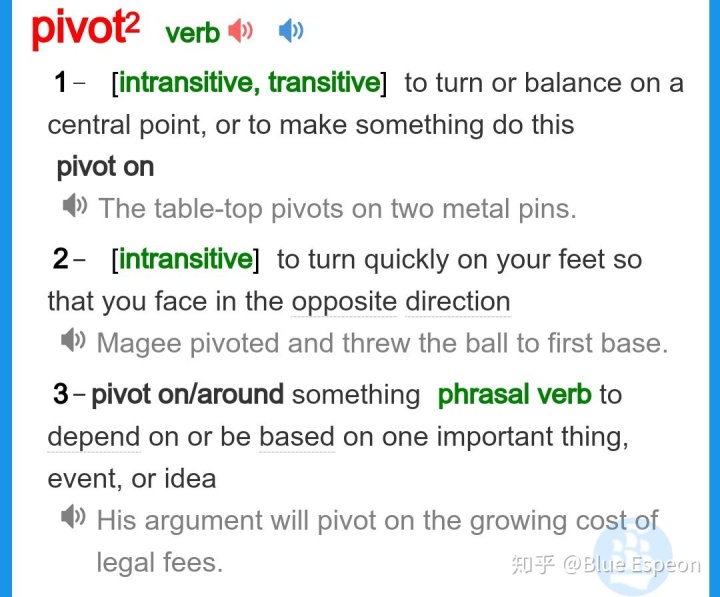 pivot² verb
1 – [intransitive, transitive] to turn or balance on a
central point, or to make something do this
pivot on
The table-top pivots on two metal pins.
2 – [intransitive] to turn quickly on your feet so
that you face in the opposite direction
Magee pivoted and threw the ball to first base.
3 – pivot on/around something phrasal verb to
depend on or be based on one important thing,
event, or idea
His argument will pivot on the growing cost of
legal fees.
知乎 @Blue Espeon